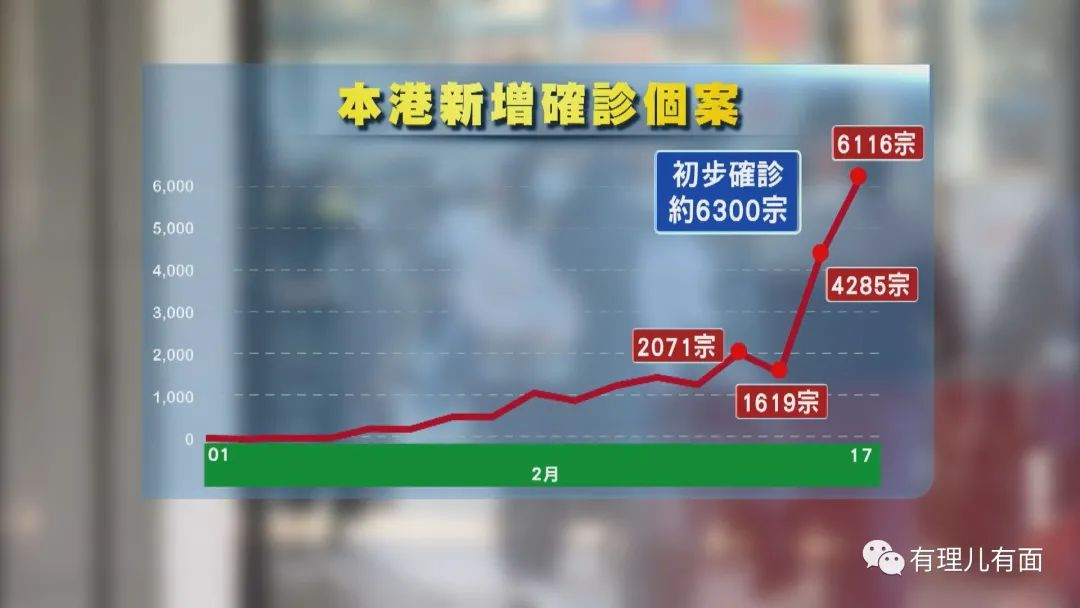 本港新增確診個案
初步確診
約6300宗
6116宗
4285宗
2071宗
1619宗
6,000
5,000
4,000
3,000
2,000
1,000
0
01
17
2月
有理儿有面